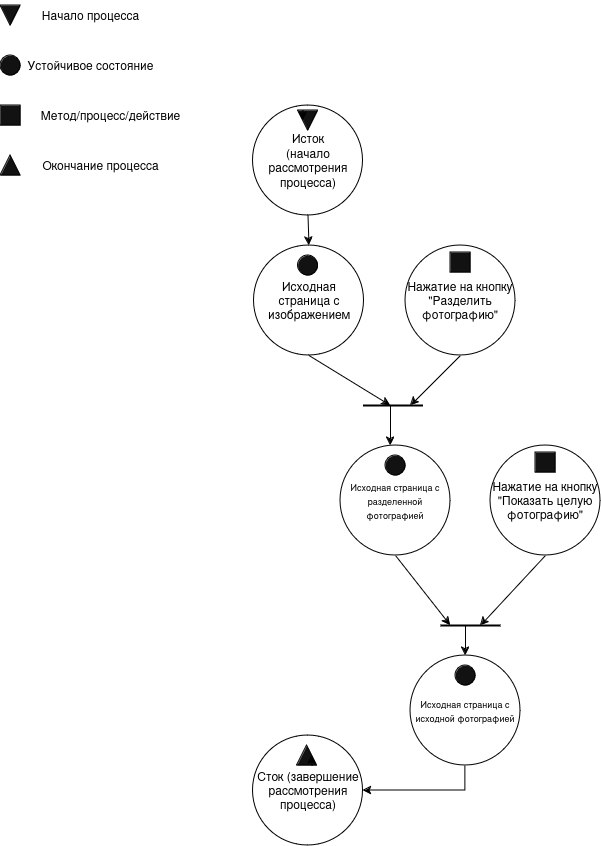 Начало процесса
Устойчивое состояние
Метод/процесс/действие
Окончание процесса
Исток
(начало
рассмотрения
процесса)
Исходная
страница с
изображением
Нажатие на кнопку
"Разделить
фотографию"
Исходная страница с
разделенной
фотографией
Нажатие на кнопку
"Показать целую
фотографию"
Исходная страница с
исходной фотографией
Сток (завершение
рассмотрения
процесса)